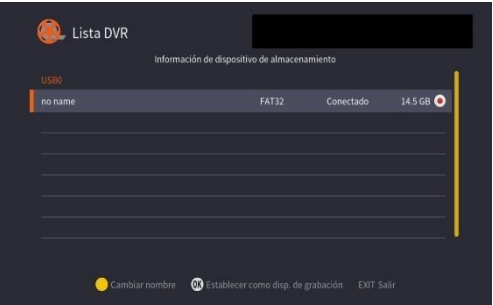 Lista DVR
Información de dispositivo de almacenamiento
USB0
no name FAT32 Conectado 14.5 GB
Cambiar nombre OK Establecer como disp. de grabación EXIT Salir